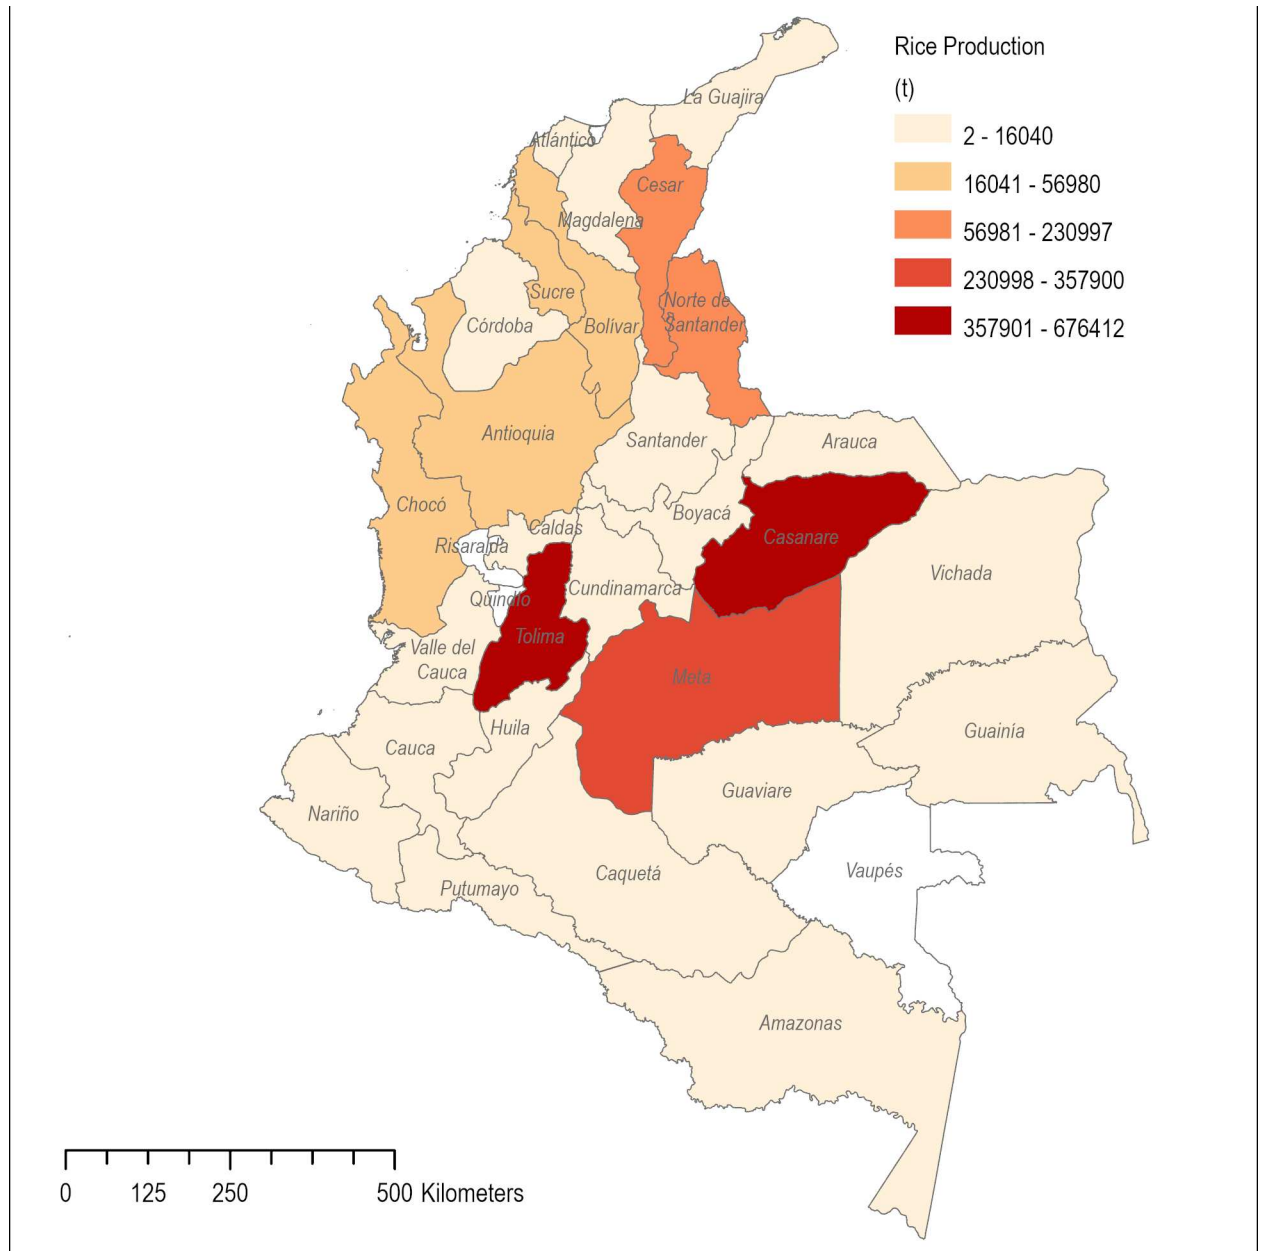 Rice Production
(t)
2 - 16040
16041 - 56980
56981 - 230997
230998 - 357900
357901 - 676412
La Guajira
Atlántico
Cesar
Magdalena
Sucre
Norte de
Santander
Córdoba
Bolívar
Antioquia
Santander
Arauca
Chocó
Boyacá
Caldas
Casanare
Risaralda
Vichada
Cundinamarca
Quindío
Tolima
Valle del
Cauca
Meta
Huila
Guainía
Cauca
Guaviare
Nariño
Caquetá
Vaupés
Putumayo
Amazonas
0 125 250 500 Kilometers